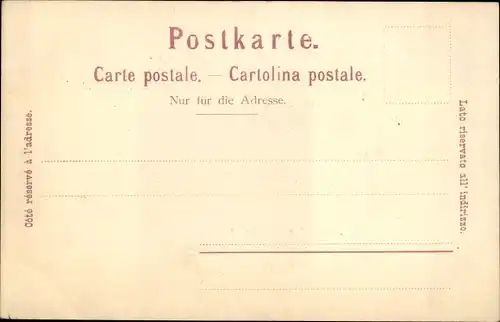 Postkarte.
Carte postale. — Cartolina postale.
Nur für die Adresse.
Côté réservé à l'adresse.
Lato riservato all' indirizzo.